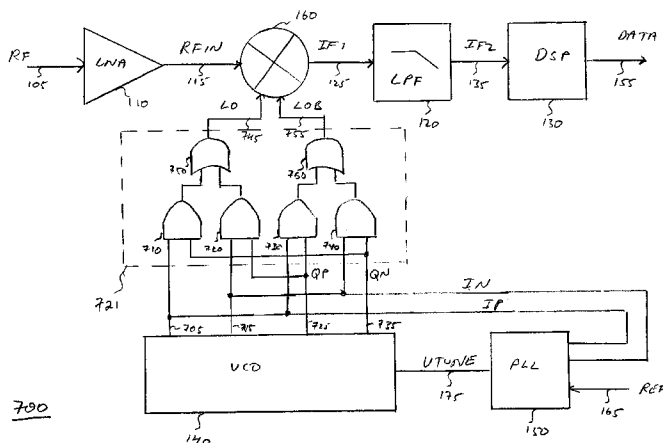 160
RF
LNA
RFIN
IF1
LPF
IF2
DSP
DATA
105
110
115
125
120
135
130
155
LO
LOB
745
755
750
760
710
720
730
740
QP
QN
721
IN
IP
705
715
725
735
VCO
VTUNE
PLL
REF
175
165
700
140
150